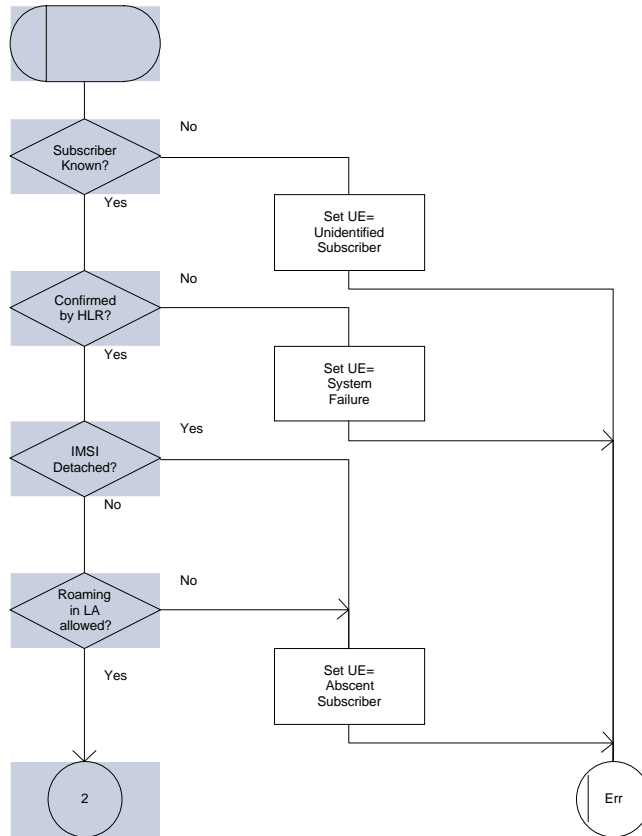 No
Subscriber
Known?
Yes
Set UE=
Unidentified
Subscriber
No
Confirmed
by HLR?
Yes
Set UE=
System
Failure
Yes
IMSI
Detached?
No
No
Roaming
in LA
allowed?
Yes
Set UE=
Abscent
Subscriber
2
Err